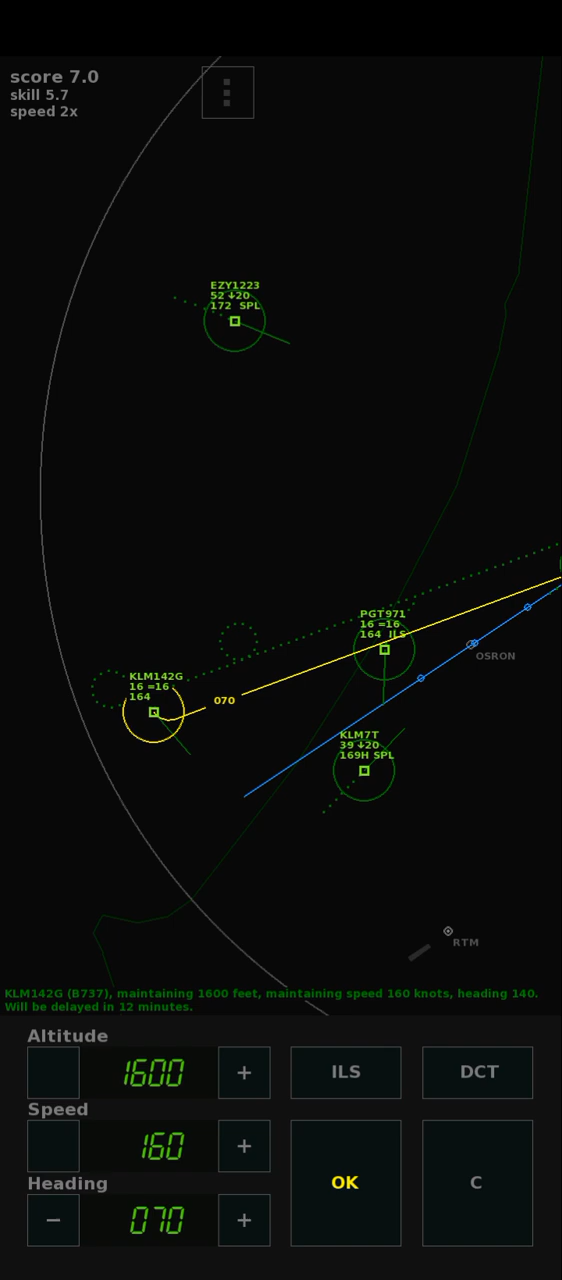 score 7.0
skill 5.7
speed 2x
EZY1223
52 ↓20
172 SPL
PGT971
16 =16
164 ILS
OSRON
KLM142G
16 =16
164
070
KLM7T
39 ↓20
169H SPL
RTM
KLM142G (B737), maintaining 1600 feet, maintaining speed 160 knots, heading 140.
Will be delayed in 12 minutes.
Altitude
1600 +
ILS
DCT
Speed
160 +
OK
C
Heading
− 070 +